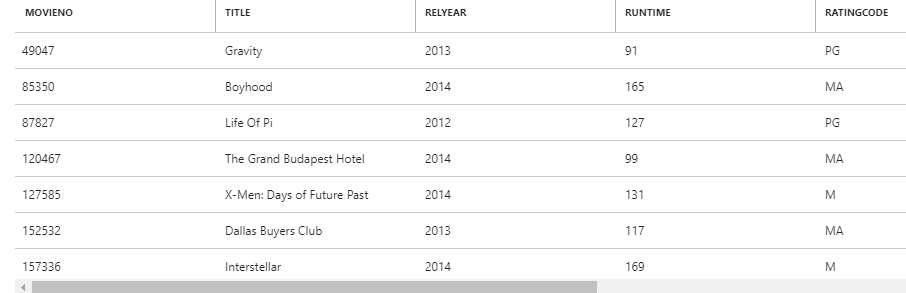 MOVIENO TITLE RELYEAR RUNTIME RATINGCODE
49047 Gravity 2013 91 PG
85350 Boyhood 2014 165 MA
87827 Life Of Pi 2012 127 PG
120467 The Grand Budapest Hotel 2014 99 MA
127585 X-Men: Days of Future Past 2014 131 M
152532 Dallas Buyers Club 2013 117 MA
157336 Interstellar 2014 169 M